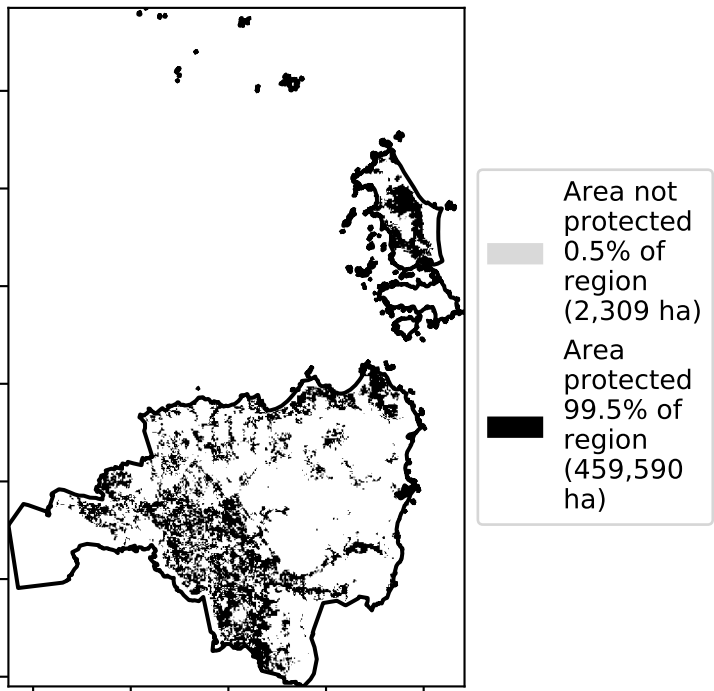 Area not
protected
0.5% of
region
(2,309 ha)
Area
protected
99.5% of
region
(459,590
ha)